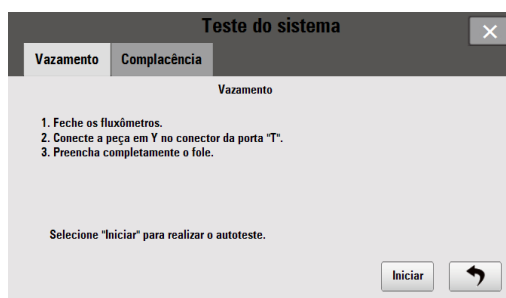 Teste do sistema
Vazamento Complacência
Vazamento
1. Feche os fluxômetros.
2. Conecte a peça em Y no conector da porta "T".
3. Preencha completamente o fole.
Selecione "Iniciar" para realizar o autoteste.
Iniciar